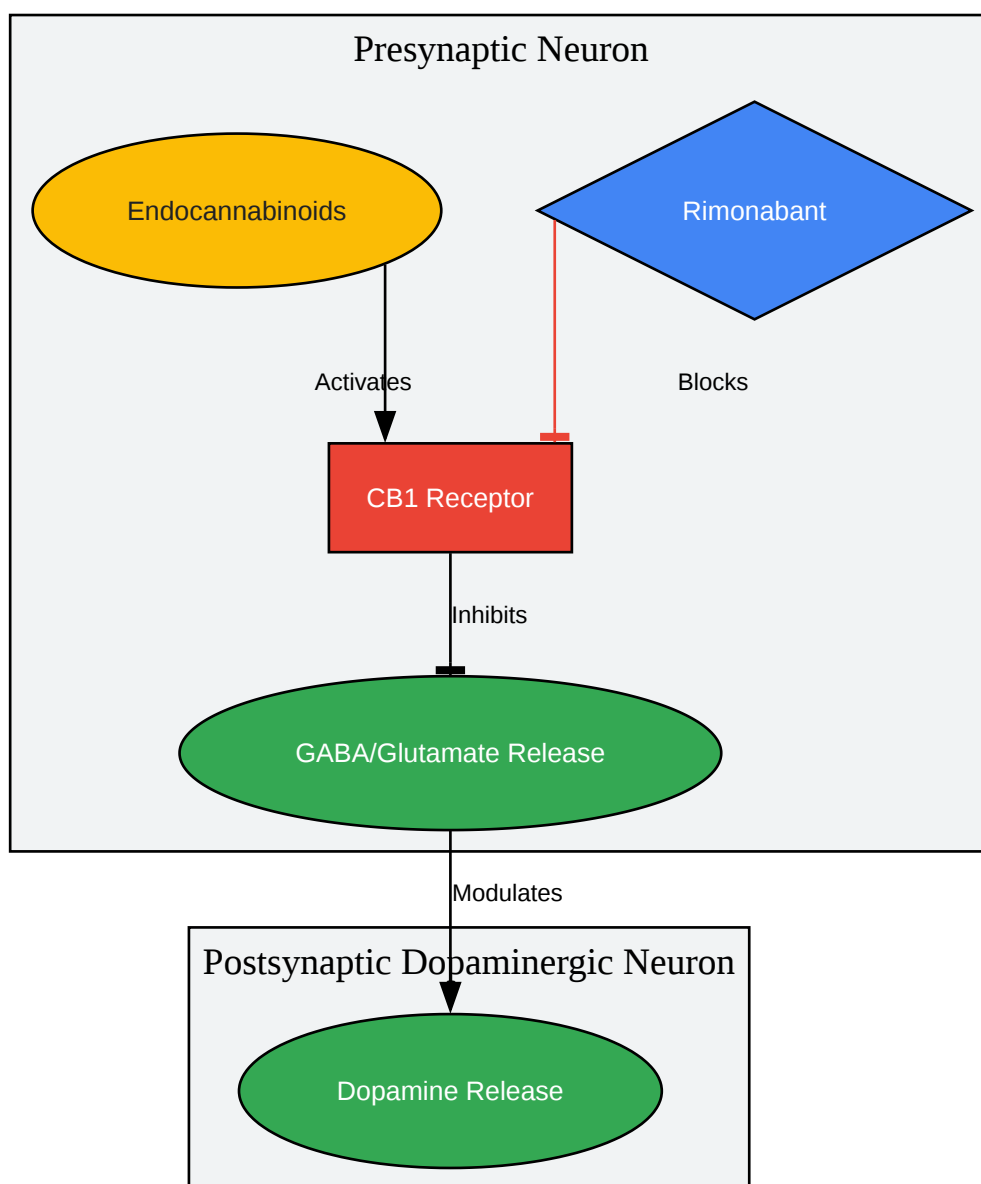 Presynaptic Neuron
Endocannabinoids
Rimonabant
Activates
Blocks
CB1 Receptor
Inhibits
GABA/Glutamate Release
Modulates
Postsynaptic Dopaminergic Neuron
Dopamine Release